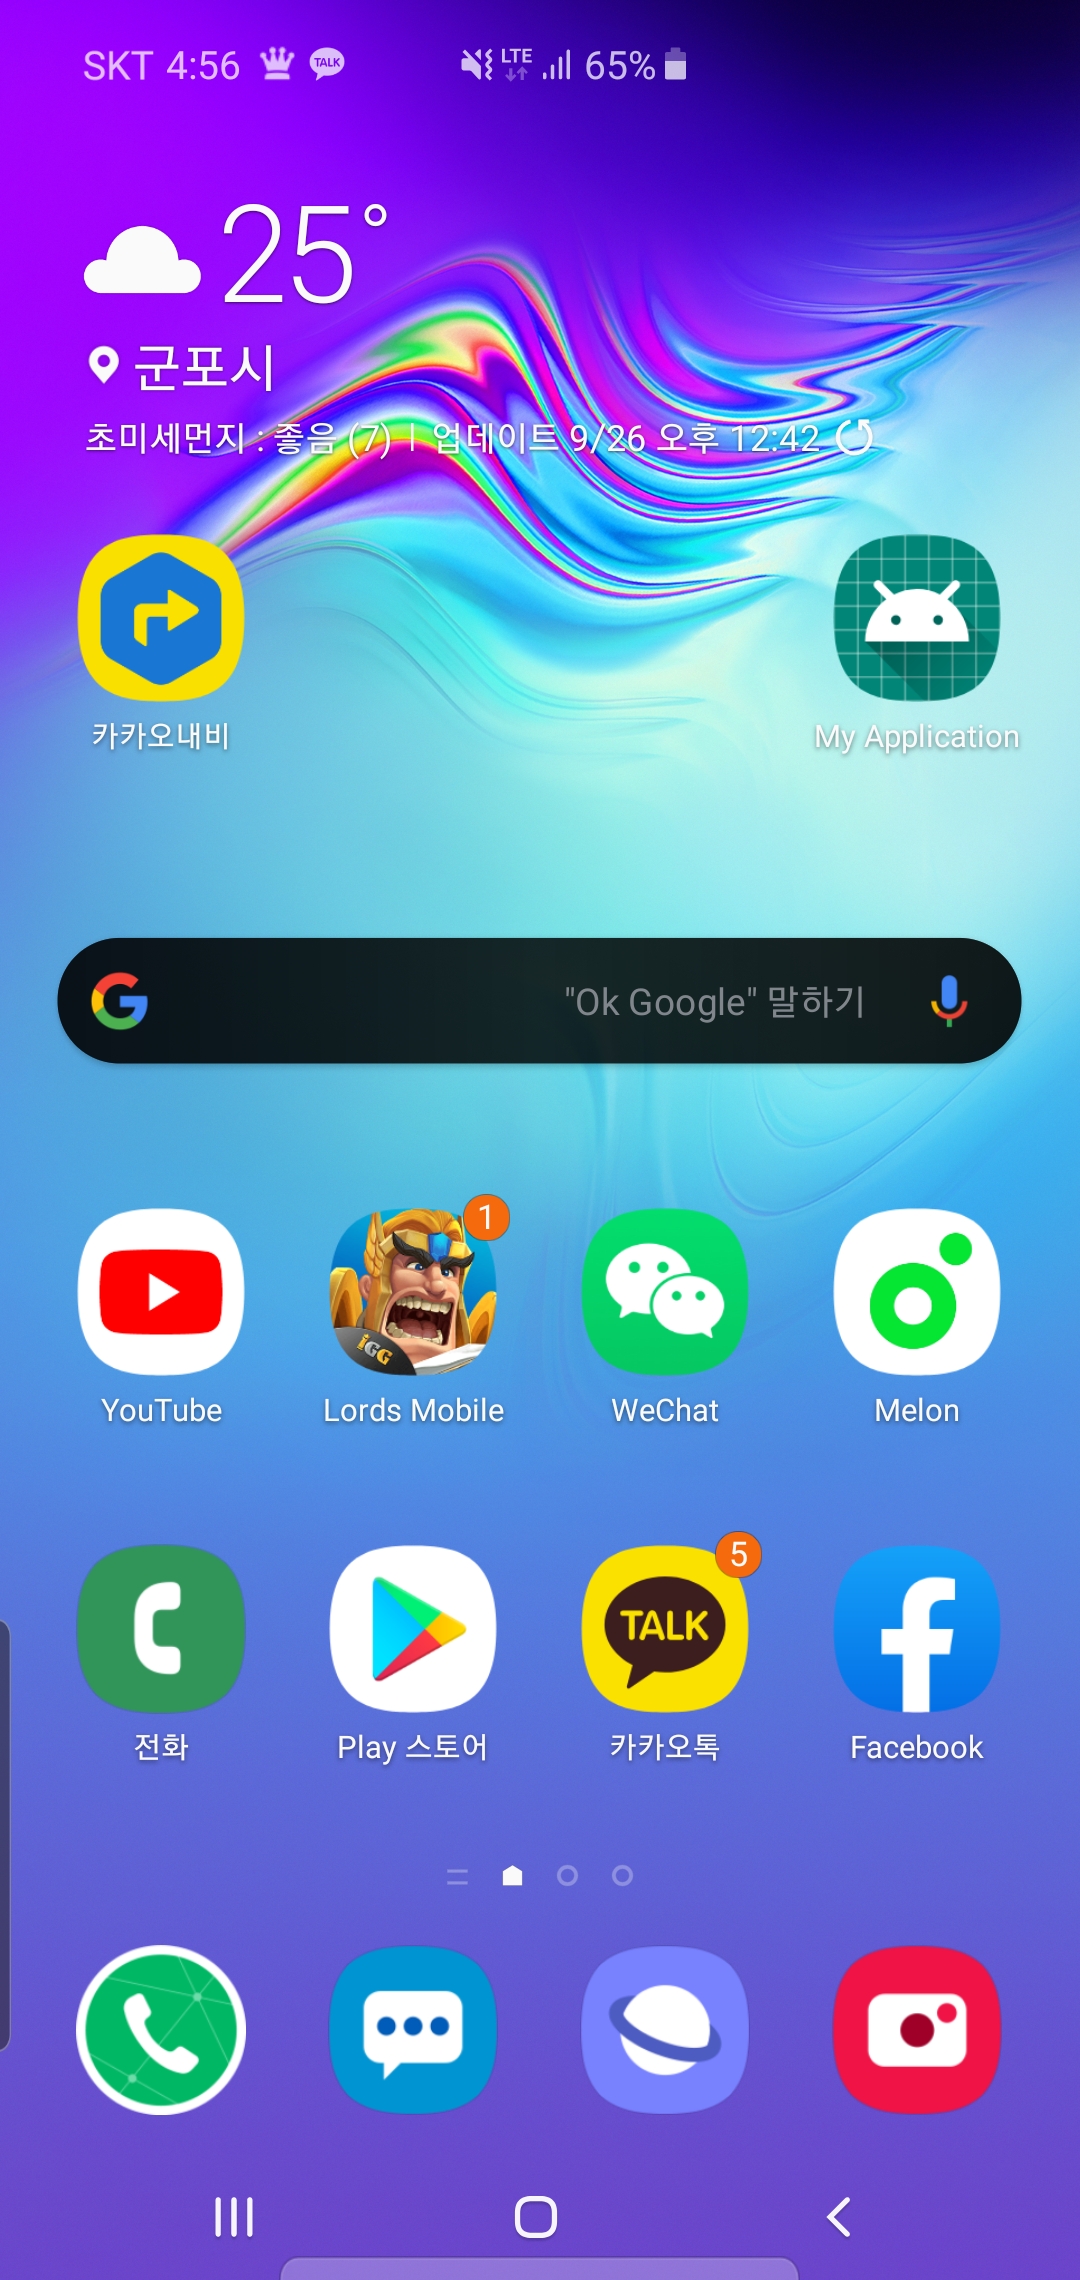 SKT 4:56 TALK LTE 65%
25°
군포시
초미세먼지 : 좋음 (7) | 업데이트 9/26 오후 12:42
카카오내비 My Application
G "Ok Google" 말하기
1
IGG
YouTube Lords Mobile WeChat Melon
5
TALK f
전화 Play 스토어 카카오톡 Facebook